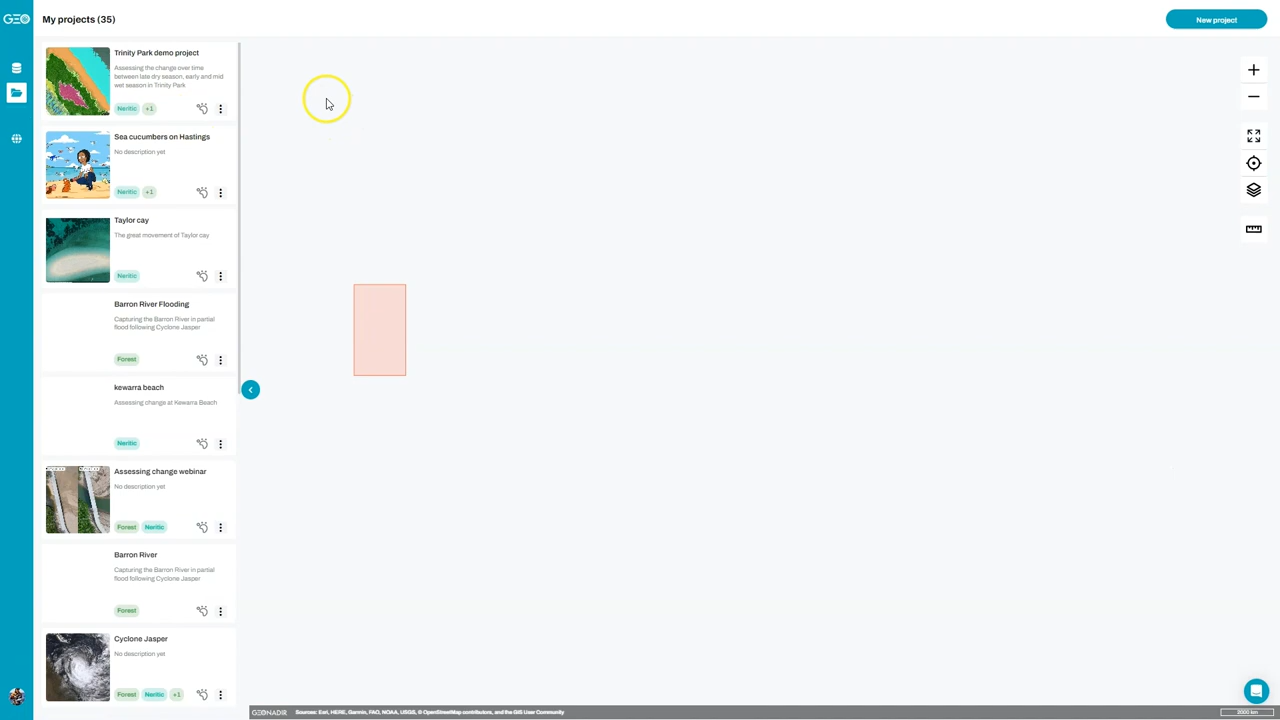 GEO
My projects (35)
New project
Trinity Park demo project
Assessing the change over time
between late dry season, early and mid
wet season in Trinity Park
Neritic +1
Sea cucumbers on Hastings
No description yet
Neritic +1
Taylor cay
The great movement of Taylor cay
Neritic
Barron River Flooding
Capturing the Barron River in partial
flood following Cyclone Jasper
Forest
kewarra beach
Assessing change at Kewarra Beach
Neritic
Assessing change webinar
No description yet
Forest Neritic
Barron River
Capturing the Barron River in partial
flood following Cyclone Jasper
Forest
Cyclone Jasper
No description yet
Forest Neritic +1
GEONADIR Sources: Esri, HERE, Garmin, FAO, NOAA, USGS, © OpenStreetMap contributors, and the GIS User Community
2000 km